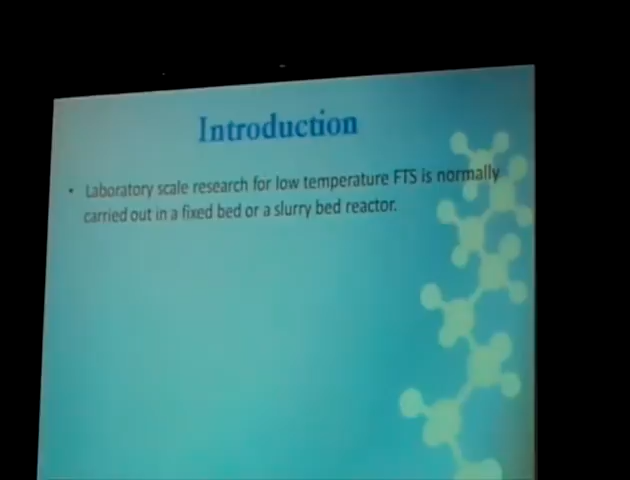 Introduction
• Laboratory scale research for low temperature FTS is normally
carried out in a fixed bed or a slurry bed reactor.